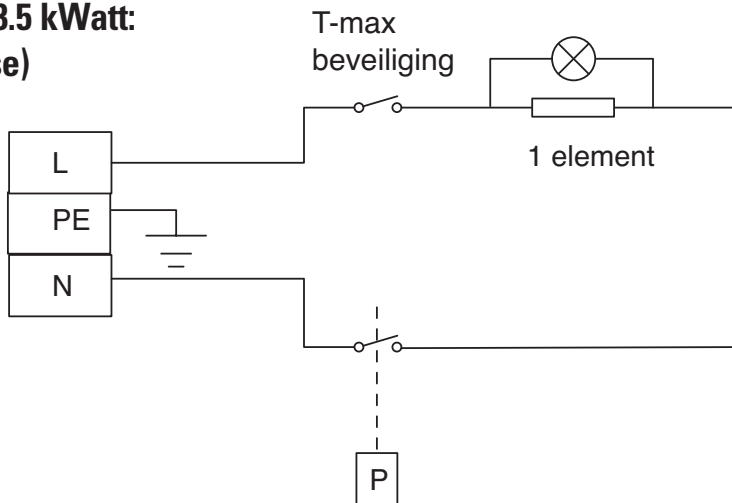 3.5 kWatt:
se)
T-max
beveiliging
1 element
L
PE
N
P